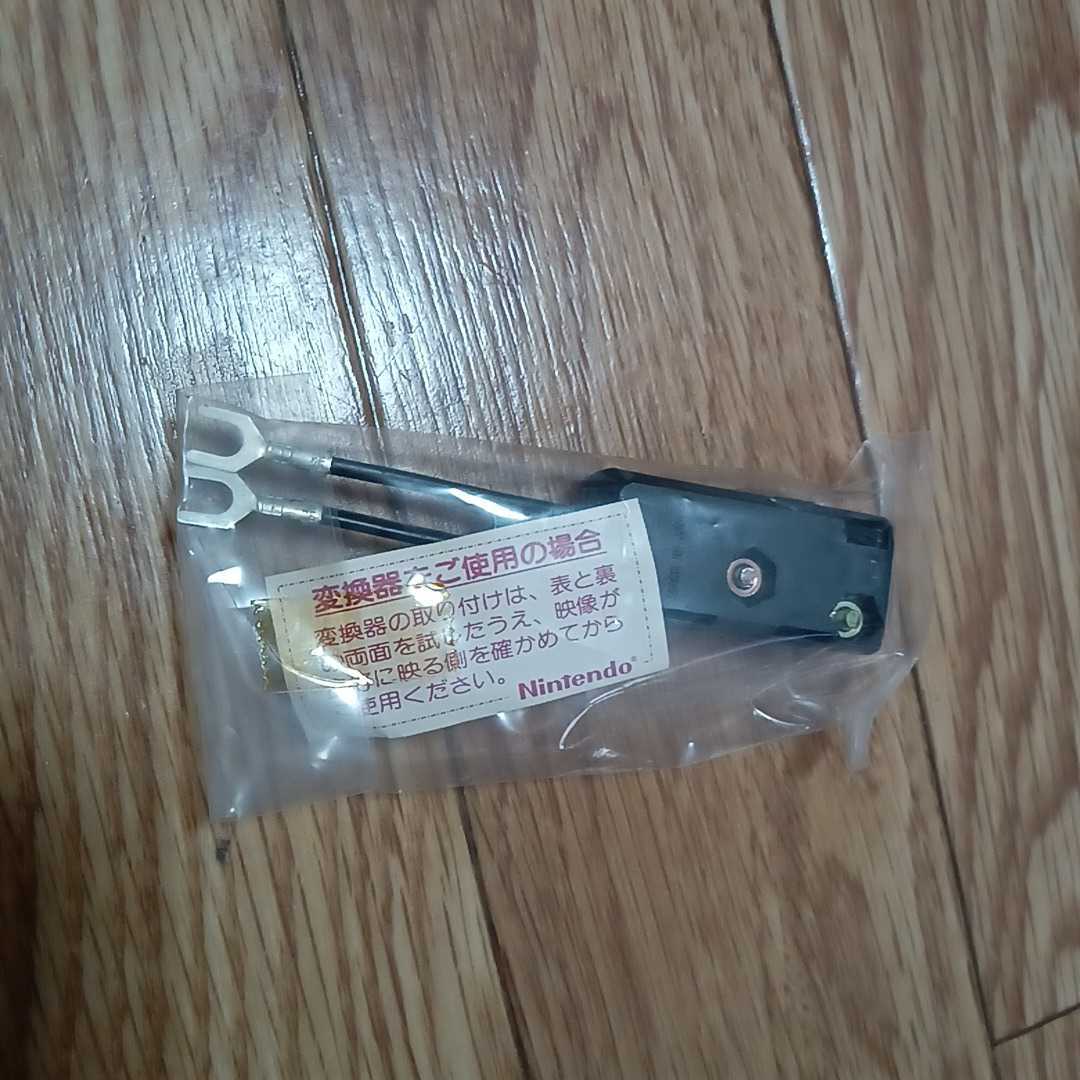 変換器をご使用の場合
変換器の取り付けは、表と裏
の両面を試したうえ、映像が
に映る側を確かめてから
使用ください。
Nintendo®